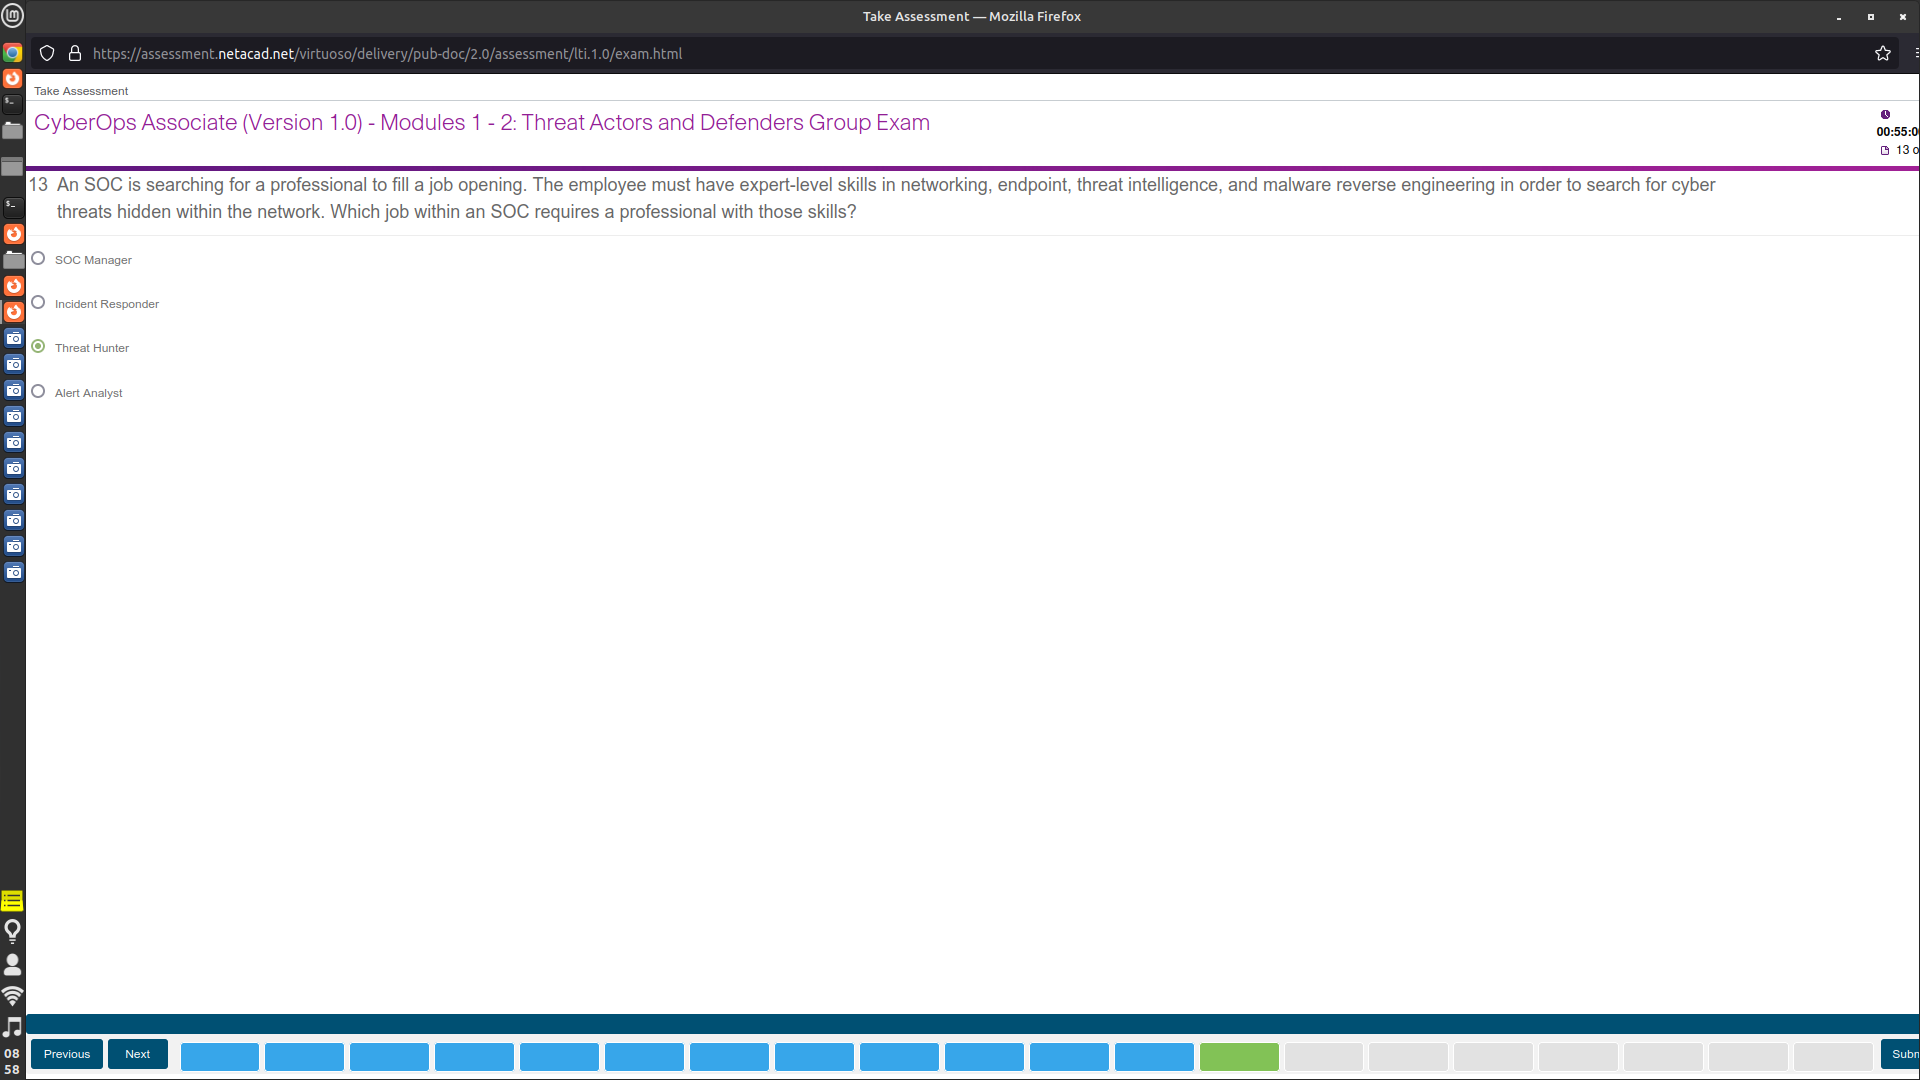 Take Assessment — Mozilla Firefox
https://assessment.netacad.net/virtuoso/delivery/pub-doc/2.0/assessment/lti.1.0/exam.html
Take Assessment
CyberOps Associate (Version 1.0) - Modules 1 - 2: Threat Actors and Defenders Group Exam
00:55:0
13 o
13 An SOC is searching for a professional to fill a job opening. The employee must have expert-level skills in networking, endpoint, threat intelligence, and malware reverse engineering in order to search for cyber
threats hidden within the network. Which job within an SOC requires a professional with those skills?
SOC Manager
Incident Responder
Threat Hunter
Alert Analyst
Previous
Next
Subm
08
58